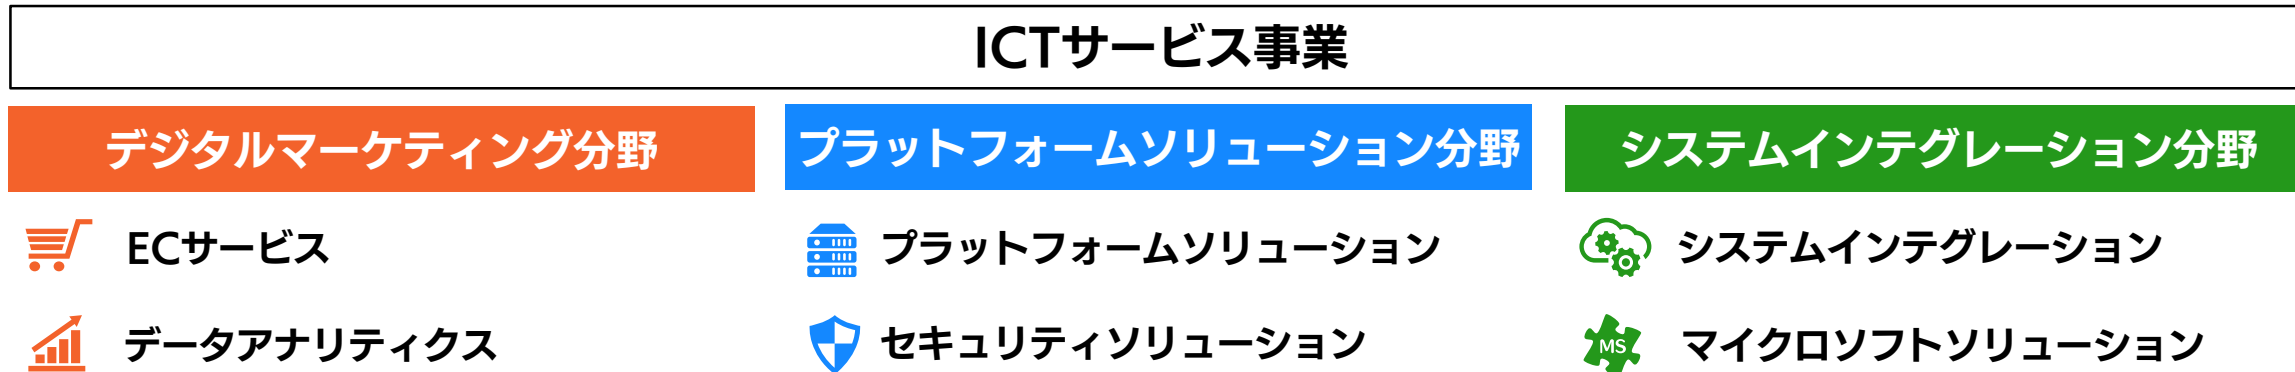 ICTサービス事業
デジタルマーケティング分野
ECサービス
データアナリティクス
プラットフォームソリューション分野
プラットフォームソリューション
セキュリティソリューション
システムインテグレーション分野
システムインテグレーション
MS
マイクロソフトソリューション